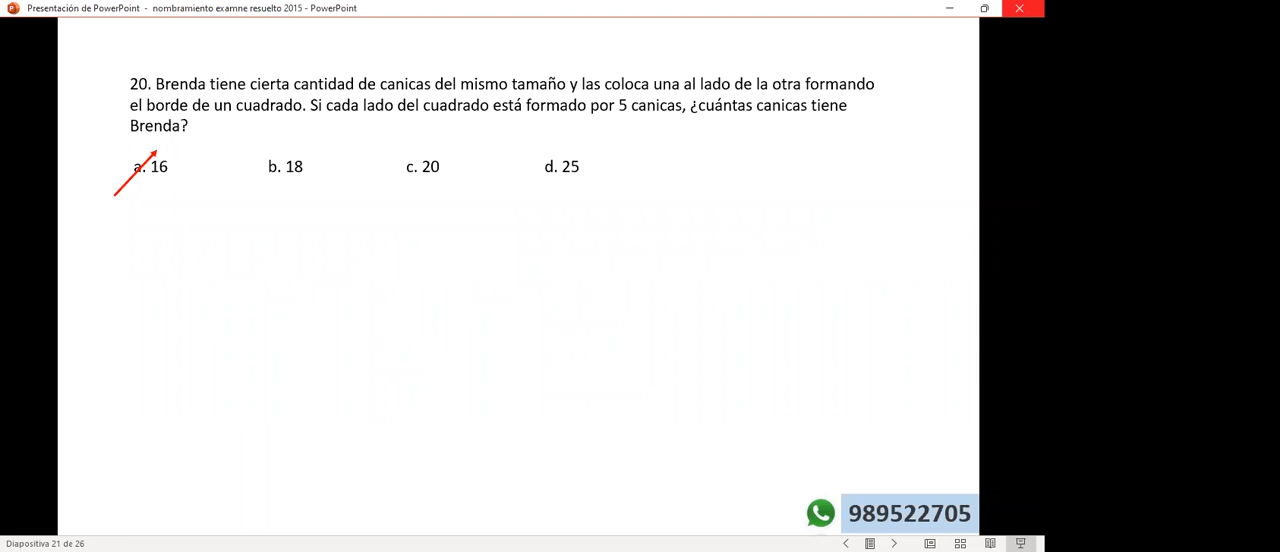 Presentación de PowerPoint - nombramiento examne resuelto 2015 - PowerPoint
20. Brenda tiene cierta cantidad de canicas del mismo tamaño y las coloca una al lado de la otra formando
el borde de un cuadrado. Si cada lado del cuadrado está formado por 5 canicas, ¿cuántas canicas tiene
Brenda?
a. 16 b. 18 c. 20 d. 25
989522705
Diapositiva 21 de 26